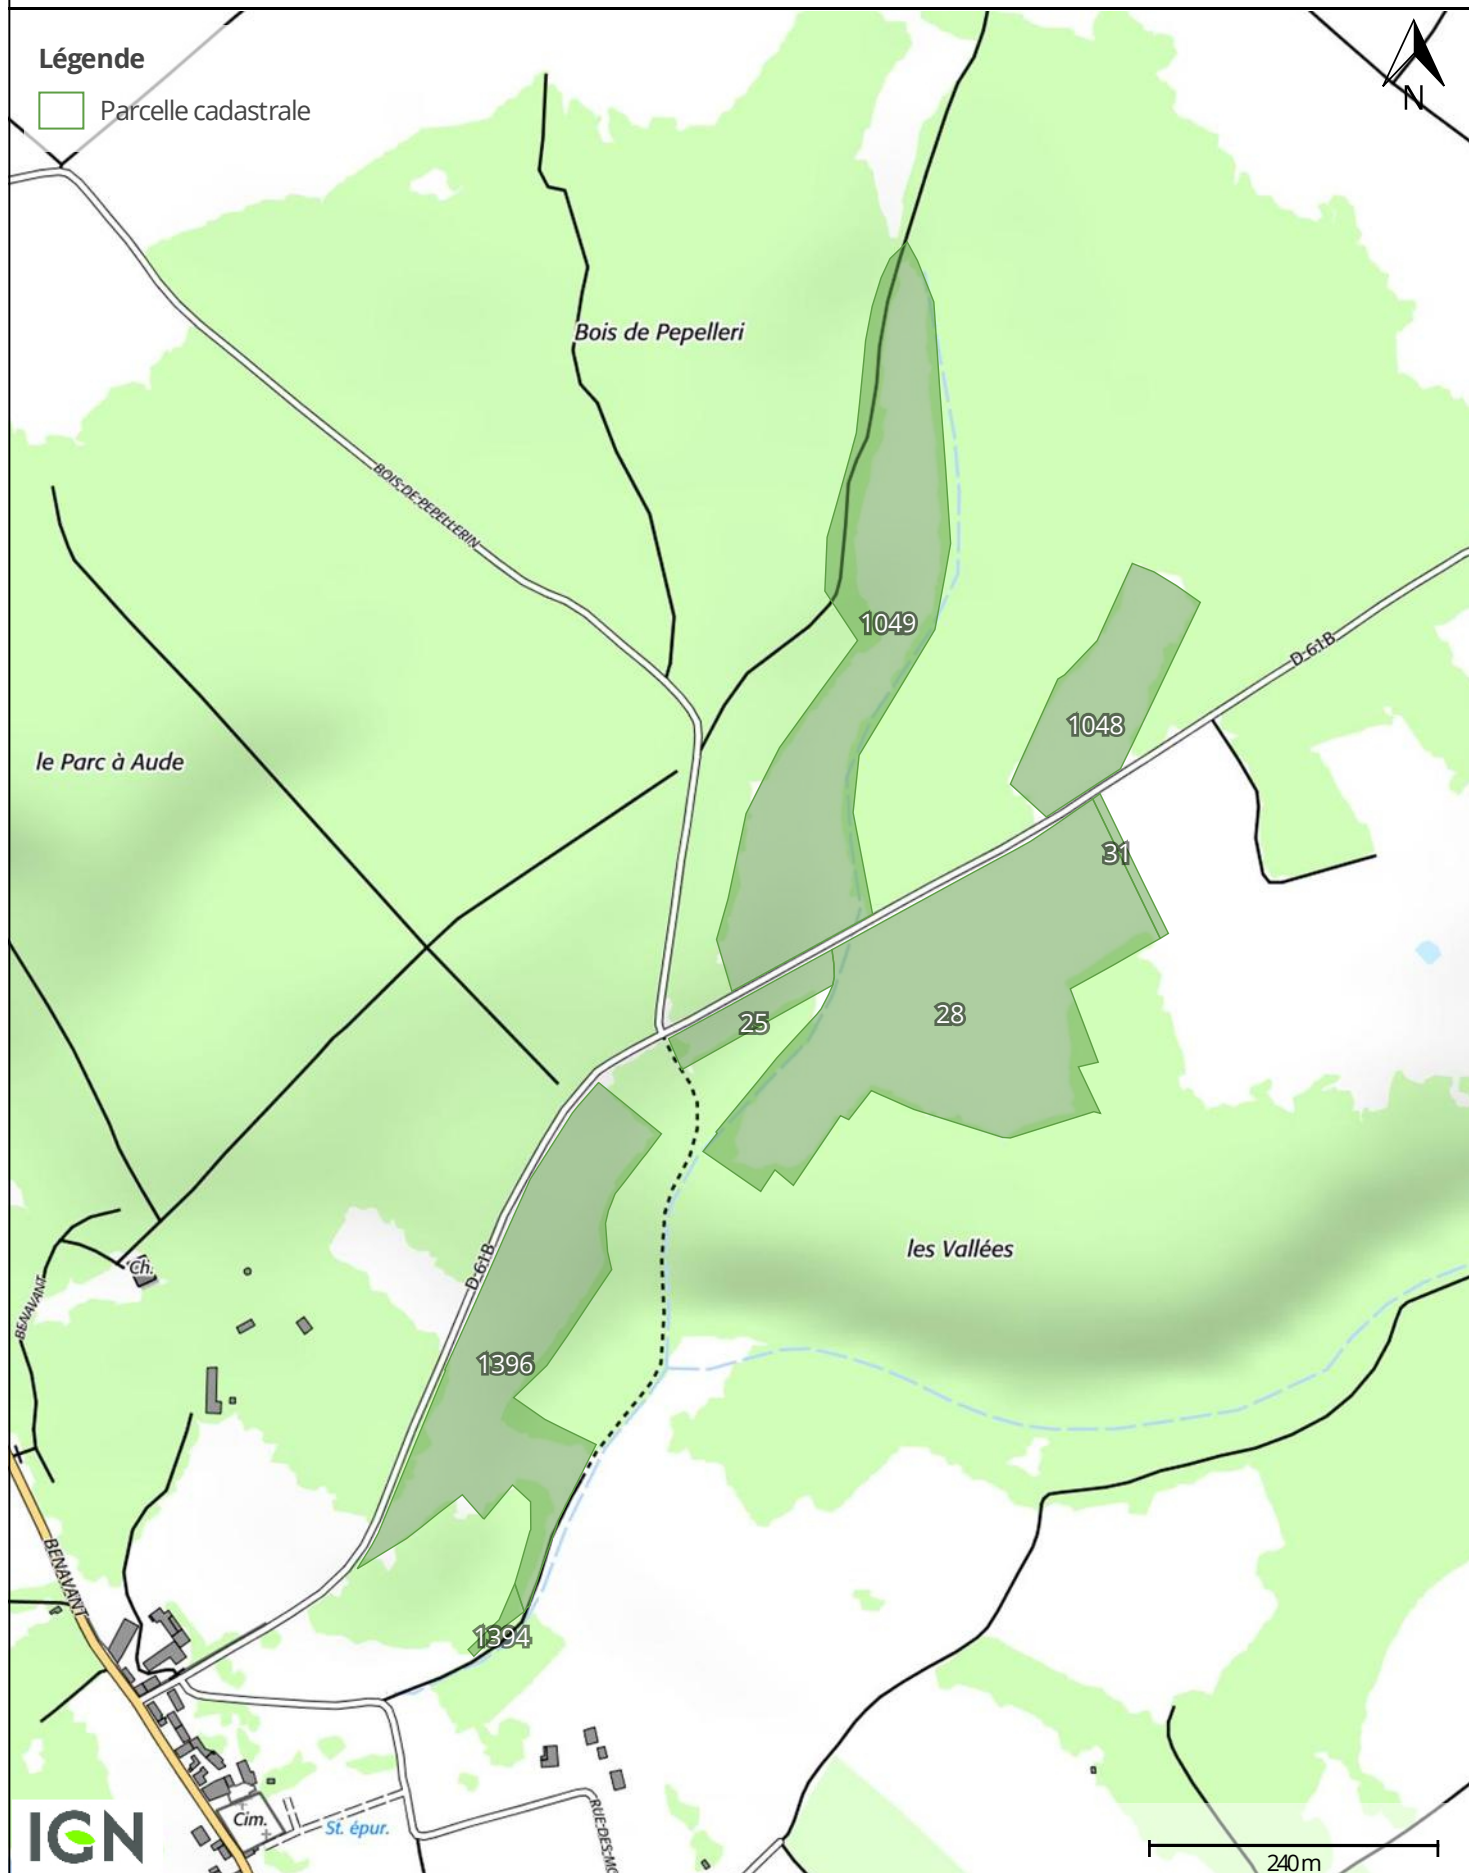 Légende
Parcelle cadastrale
N
Bois de Pepelleri
BOIS-DE-PEPELLERIN
1049
D 61B
1048
le Parc à Aude
31
28
25
les Vallées
Ch.
BENAVANT
D 61B
1396
BENAVANT
1394
RUE-DES-MO
Cim.
St. épur.
IGN
240 m